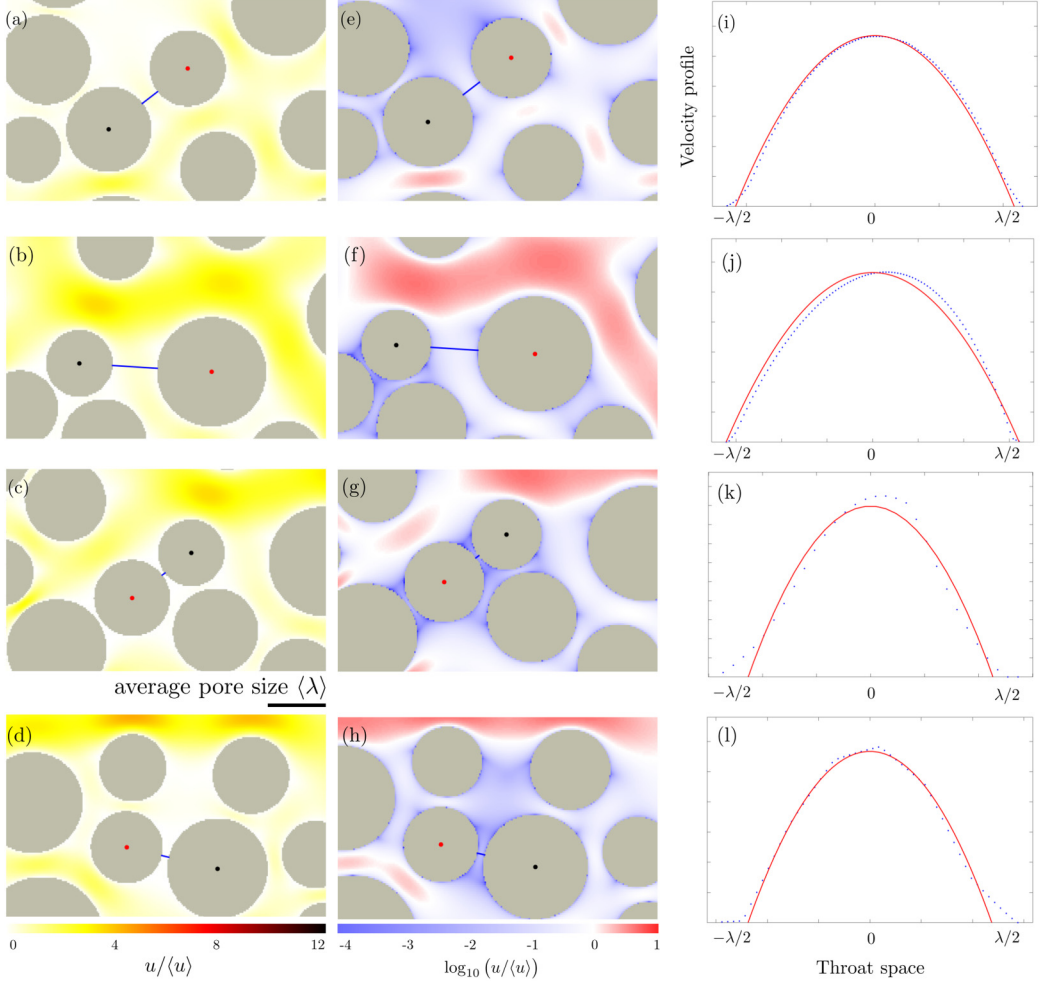 (a)
(e)
(i)
Velocity profile
−λ/2
0
λ/2
(b)
(f)
(j)
−λ/2
0
λ/2
(c)
(g)
(k)
−λ/2
0
λ/2
average pore size ⟨λ⟩
(d)
(h)
(l)
−λ/2
0
λ/2
0 4 8 12
u/⟨u⟩
-4 -3 -2 -1 0 1
log₁₀ (u/⟨u⟩)
Throat space